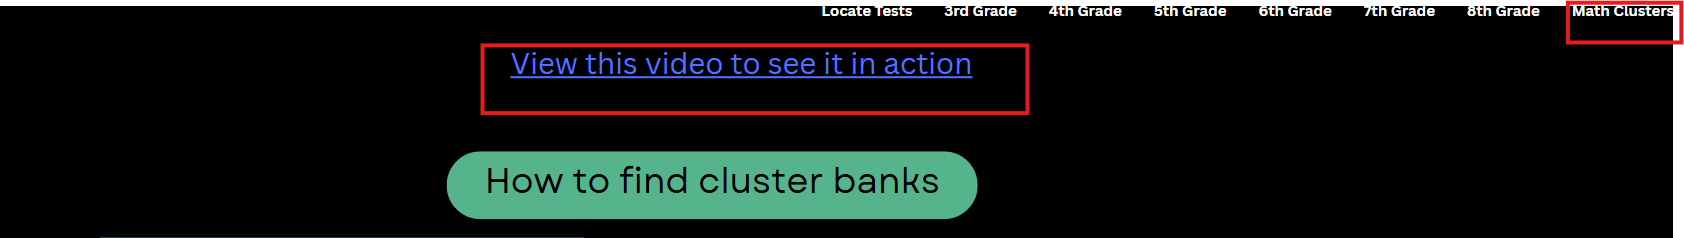 Locate Tests 3rd Grade 4th Grade 5th Grade 6th Grade 7th Grade 8th Grade Math Clusters
View this video to see it in action
How to find cluster banks